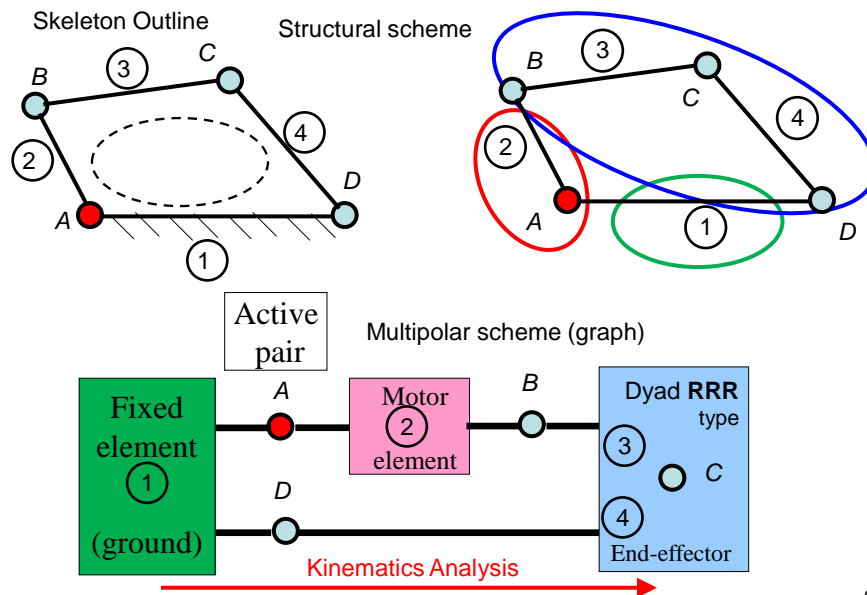 Skeleton Outline
Structural scheme
B
3
C
2
4
A
D
1
B
3
C
2
4
A
1
D
Active
pair
Multipolar scheme (graph)
A
B
Fixed
element
1
(ground)
Motor
2
element
Dyad RRR
type
3
C
D
4
End-effector
Kinematics Analysis